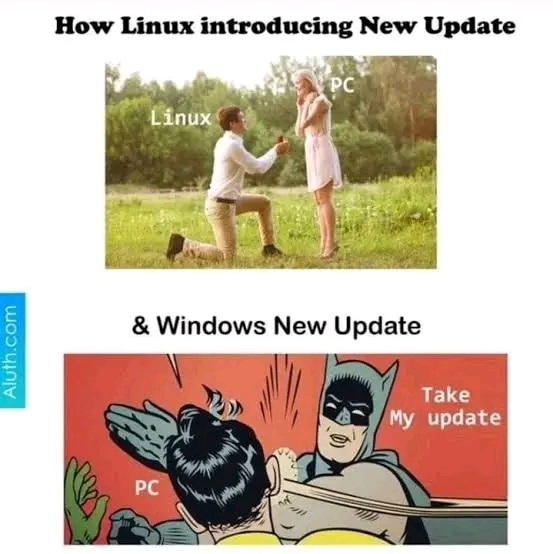 How Linux introducing New Update
PC
Linux
& Windows New Update
Aluth.com
Take
My update
PC